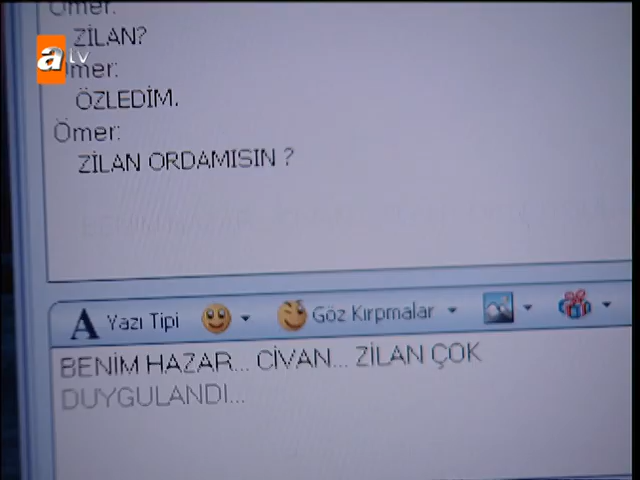 Ömer:
ZİLAN?
atv
Ömer:
ÖZLEDİM.
Ömer:
ZİLAN ORDAMISIN ?
A Yazı Tipi Göz Kırpmalar
BENİM HAZAR... CİVAN... ZİLAN ÇOK
DUYGULANDI...